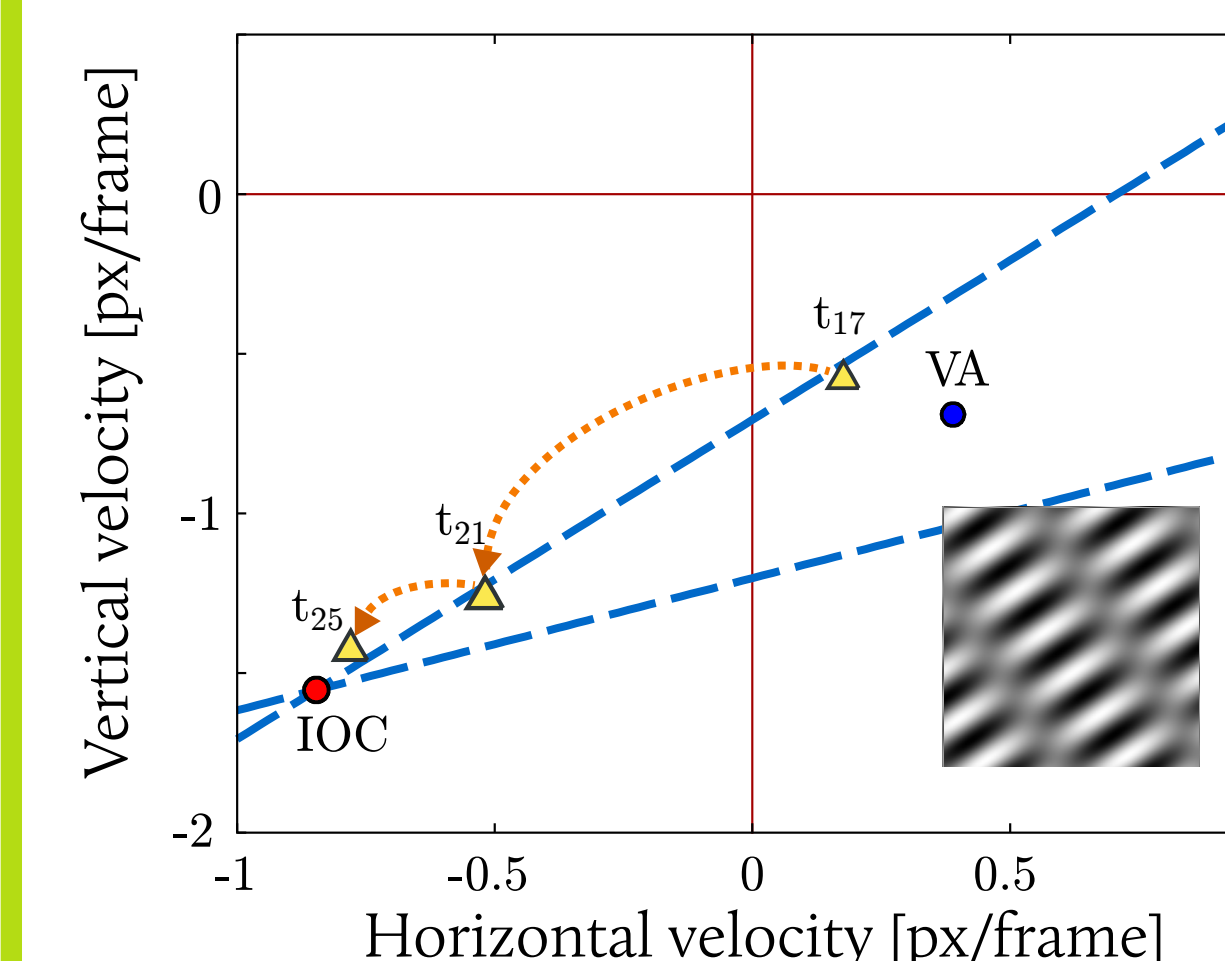 Vertical velocity [px/frame]
0
-1
-2
t17
VA
t21
t25
IOC
-1
-0.5
0
0.5
Horizontal velocity [px/frame]